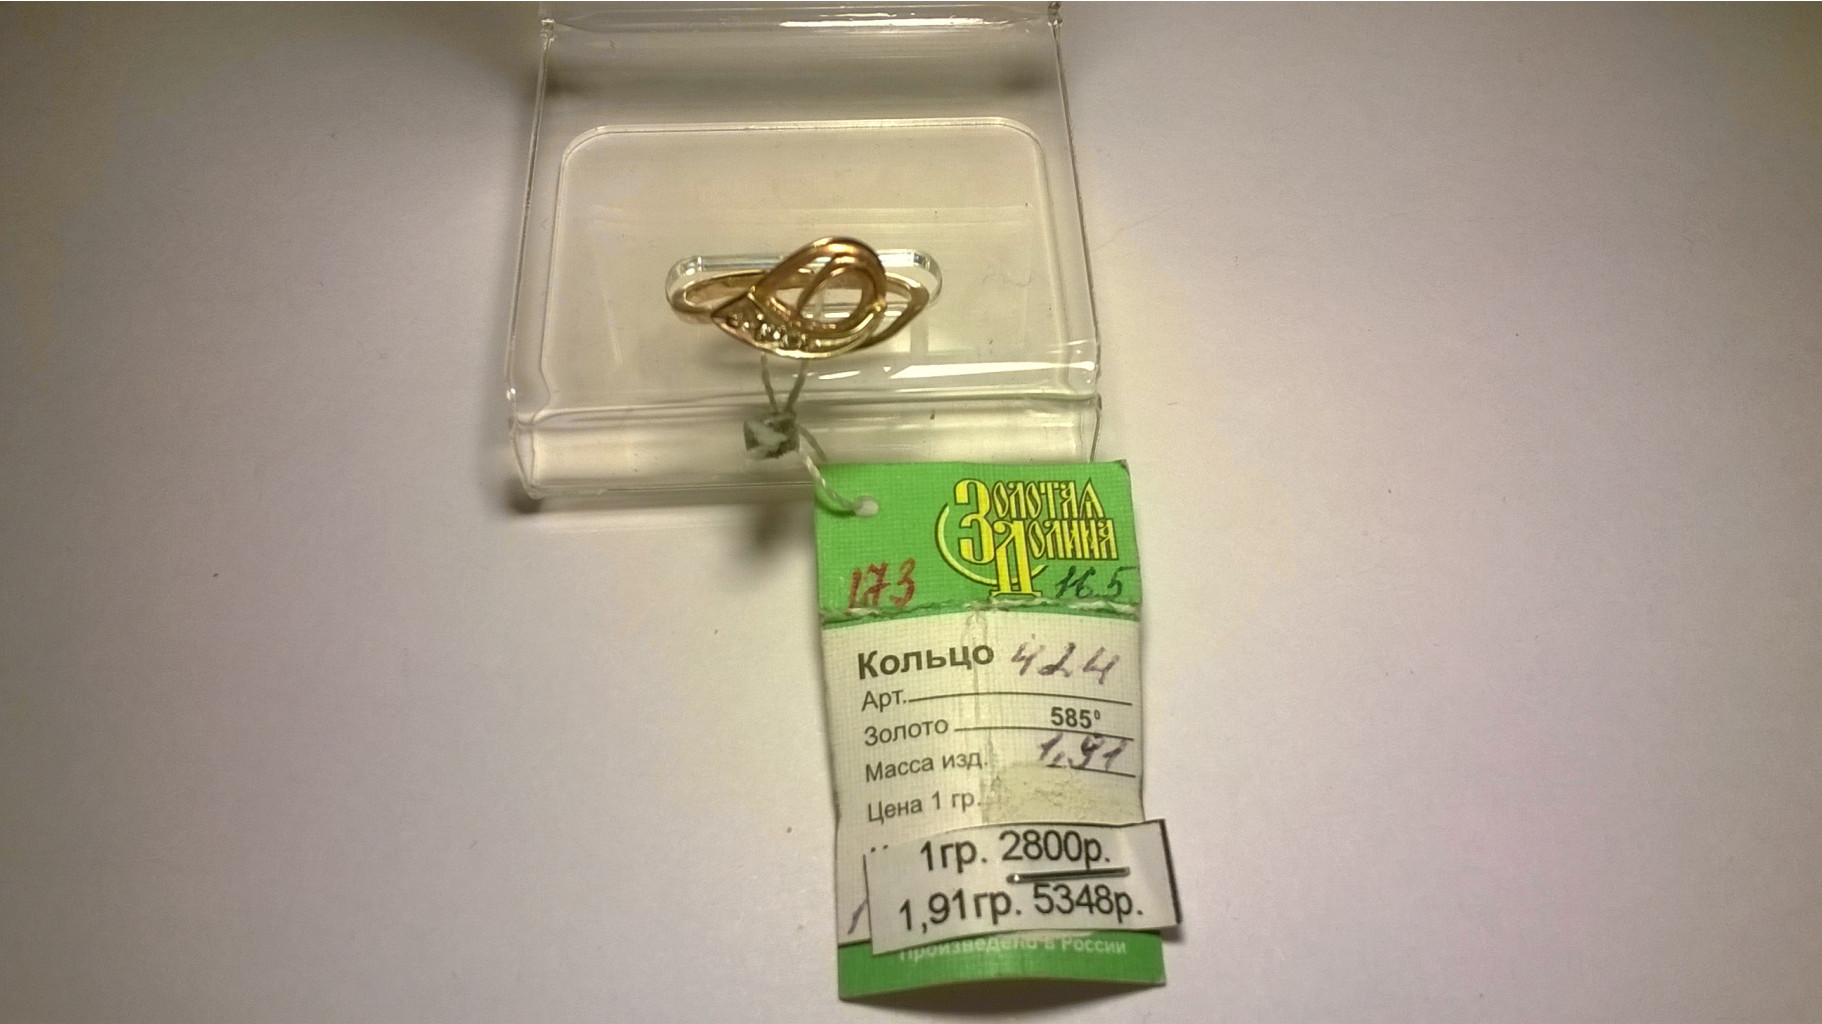 Золотая
Долина
173
16.5
Кольцо 424
Арт.
Золото 585°
Масса изд. 1,91
Цена 1 гр.
1гр. 2800р.
1,91гр. 5348р.
Произведено в России